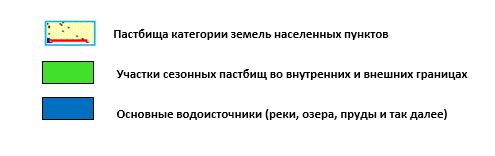 Пастбища категории земель населенных пунктов
Участки сезонных пастбищ во внутренних и внешних границах
Основные водоисточники (реки, озера, пруды и так далее)